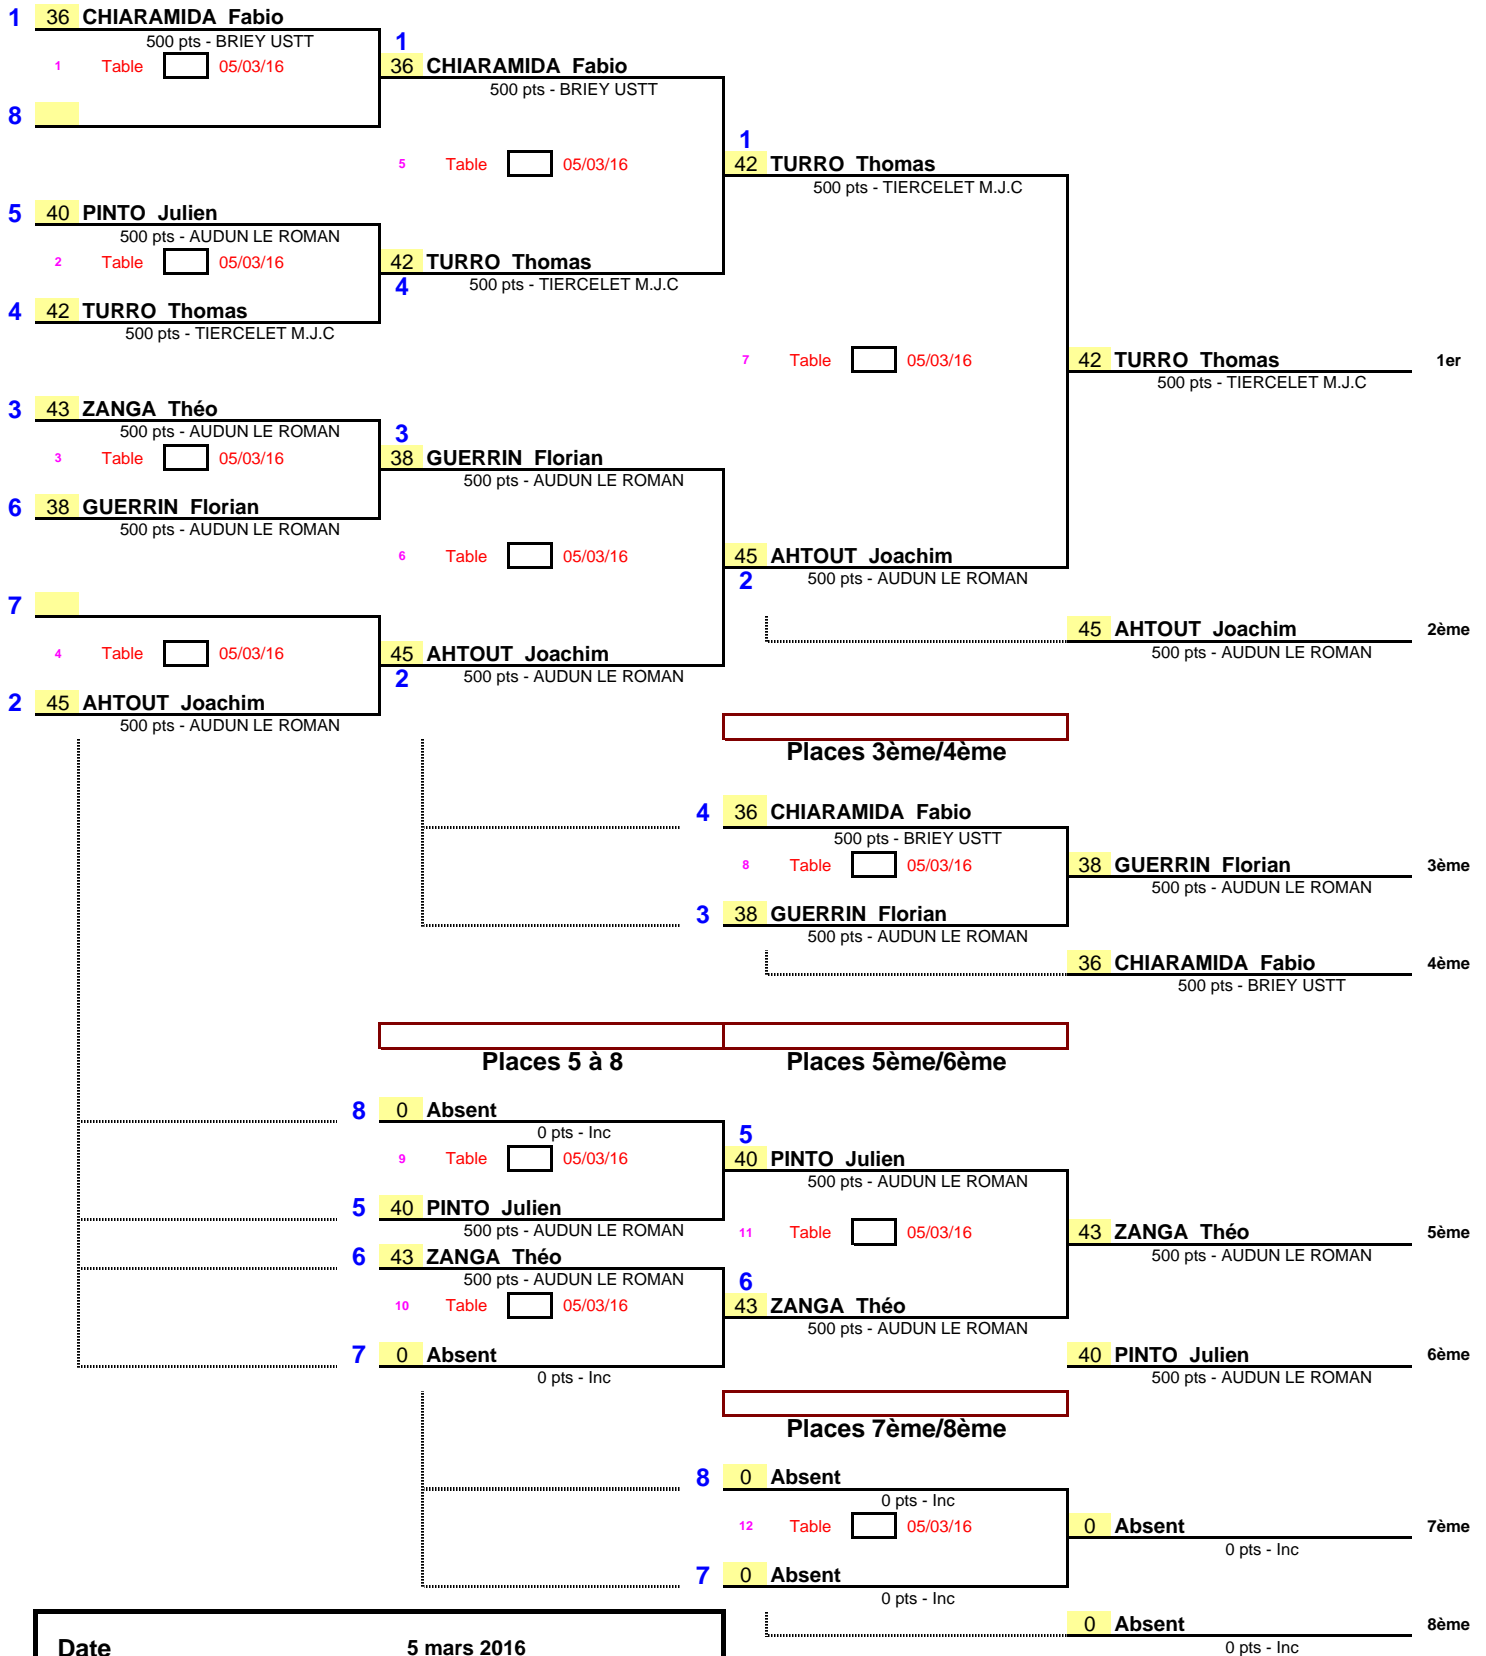 1 36 CHIARAMIDA Fabio
500 pts - BRIEY USTT
1
1 Table 05/03/16
36 CHIARAMIDA Fabio
500 pts - BRIEY USTT
8
1
5 Table 05/03/16
42 TURRO Thomas
500 pts - TIERCELET M.J.C
5 40 PINTO Julien
500 pts - AUDUN LE ROMAN
2 Table 05/03/16
42 TURRO Thomas
4 500 pts - TIERCELET M.J.C
4 42 TURRO Thomas
500 pts - TIERCELET M.J.C
7 Table 05/03/16
42 TURRO Thomas 1er
500 pts - TIERCELET M.J.C
3 43 ZANGA Théo
500 pts - AUDUN LE ROMAN
3
3 Table 05/03/16
38 GUERRIN Florian
500 pts - AUDUN LE ROMAN
6 38 GUERRIN Florian
500 pts - AUDUN LE ROMAN
6 Table 05/03/16
45 AHTOUT Joachim
2 500 pts - AUDUN LE ROMAN
7
45 AHTOUT Joachim 2ème
500 pts - AUDUN LE ROMAN
4 Table 05/03/16
45 AHTOUT Joachim
2 500 pts - AUDUN LE ROMAN
2 45 AHTOUT Joachim
500 pts - AUDUN LE ROMAN
Places 3ème/4ème
4 36 CHIARAMIDA Fabio
500 pts - BRIEY USTT
8 Table 05/03/16
38 GUERRIN Florian 3ème
500 pts - AUDUN LE ROMAN
3 38 GUERRIN Florian
500 pts - AUDUN LE ROMAN
36 CHIARAMIDA Fabio 4ème
500 pts - BRIEY USTT
Places 5 à 8 Places 5ème/6ème
8 0 Absent
0 pts - Inc
5
9 Table 05/03/16
40 PINTO Julien
500 pts - AUDUN LE ROMAN
5 40 PINTO Julien
500 pts - AUDUN LE ROMAN
11 Table 05/03/16
43 ZANGA Théo 5ème
500 pts - AUDUN LE ROMAN
6 43 ZANGA Théo
500 pts - AUDUN LE ROMAN
6
10 Table 05/03/16
43 ZANGA Théo
500 pts - AUDUN LE ROMAN
7 0 Absent
0 pts - Inc
40 PINTO Julien 6ème
500 pts - AUDUN LE ROMAN
Places 7ème/8ème
8 0 Absent
0 pts - Inc
12 Table 05/03/16
0 Absent 7ème
0 pts - Inc
7 0 Absent
0 pts - Inc
0 Absent 8ème
0 pts - Inc
Date 5 mars 2016